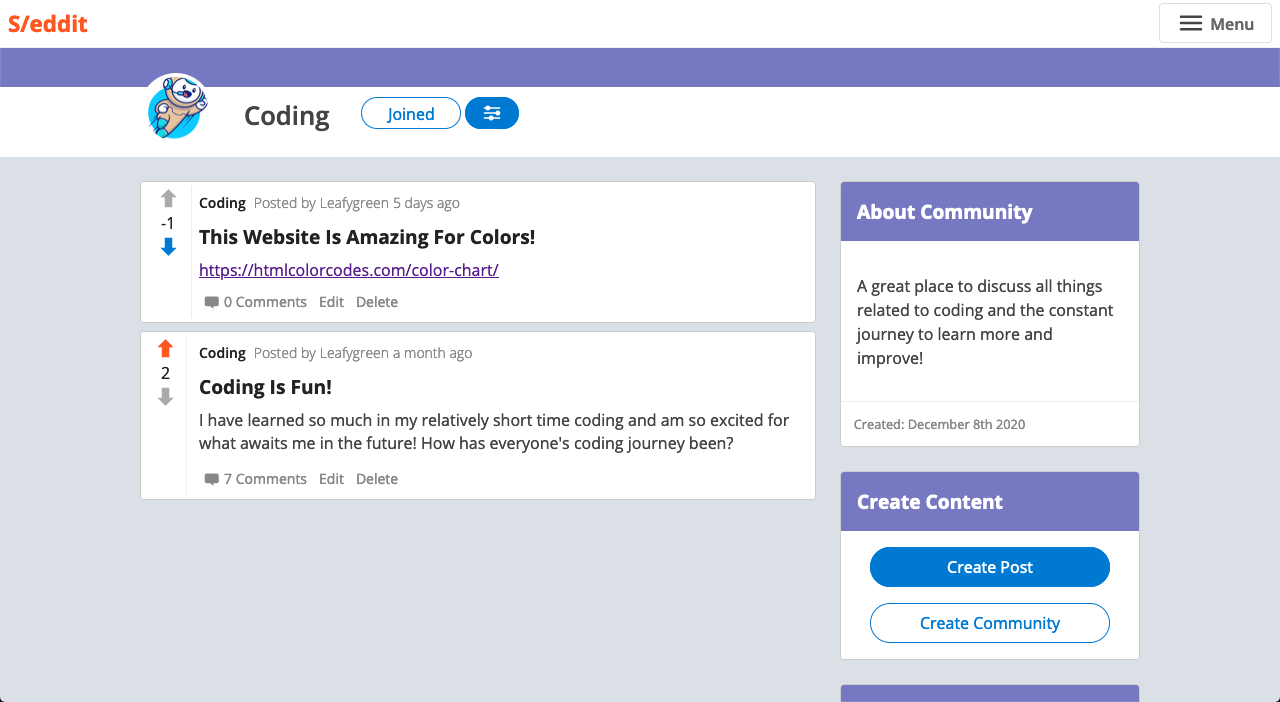 S/eddit
Menu
Coding
Joined
-1
Coding Posted by Leafygreen 5 days ago
This Website Is Amazing For Colors!
https://htmlcolorcodes.com/color-chart/
0 Comments Edit Delete
2
Coding Posted by Leafygreen a month ago
Coding Is Fun!
I have learned so much in my relatively short time coding and am so excited for
what awaits me in the future! How has everyone's coding journey been?
7 Comments Edit Delete
About Community
A great place to discuss all things
related to coding and the constant
journey to learn more and
improve!
Created: December 8th 2020
Create Content
Create Post
Create Community